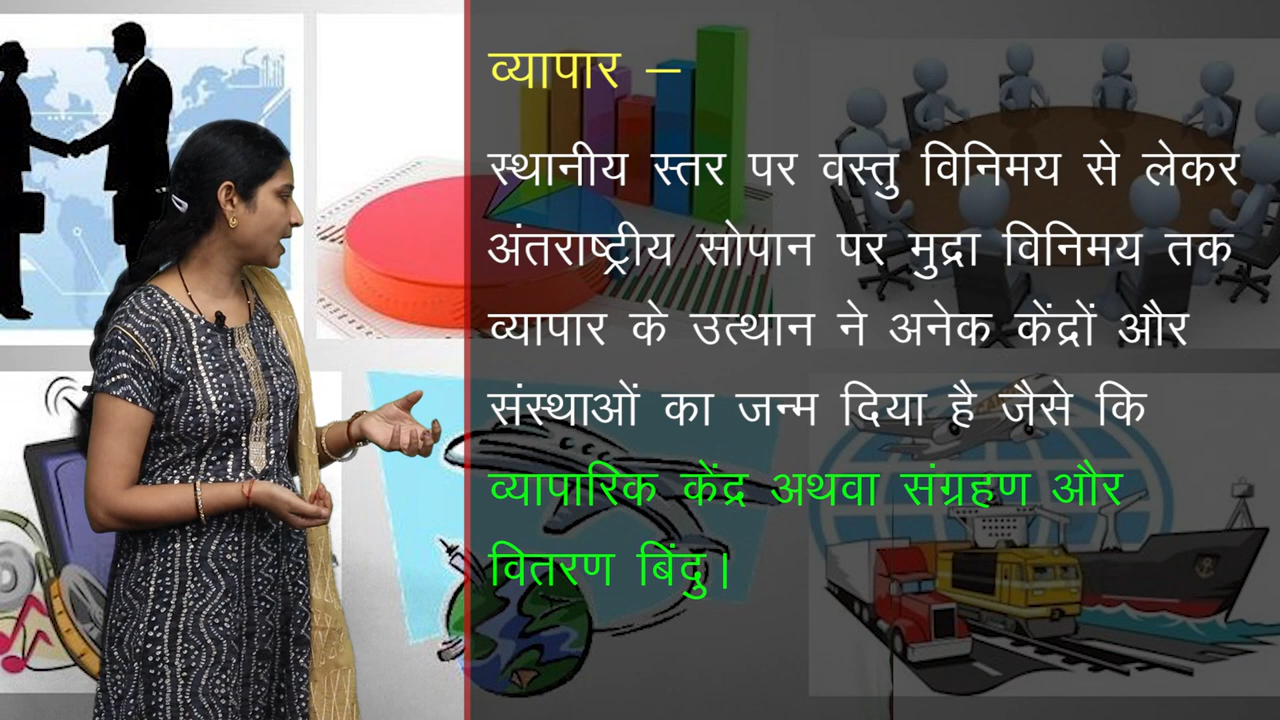 व्यापार –
स्थानीय स्तर पर वस्तु विनिमय से लेकर
अंतराष्ट्रीय सोपान पर मुद्रा विनिमय तक
व्यापार के उत्थान ने अनेक केंद्रों और
संस्थाओं का जन्म दिया है जैसे कि
व्यापारिक केंद्र अथवा संग्रहण और
वितरण बिंदु।